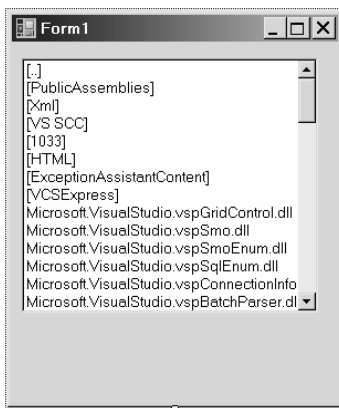 Form1
[..]
[PublicAssemblies]
[Xml]
[VS SCC]
[1033]
[HTML]
[ExceptionAssistantContent]
[VCSExpress]
Microsoft.VisualStudio.vspGridControl.dll
Microsoft.VisualStudio.vspSmo.dll
Microsoft.VisualStudio.vspSmoEnum.dll
Microsoft.VisualStudio.vspSqlEnum.dll
Microsoft.VisualStudio.vspConnectionInfo
Microsoft.VisualStudio.vspBatchParser.dl